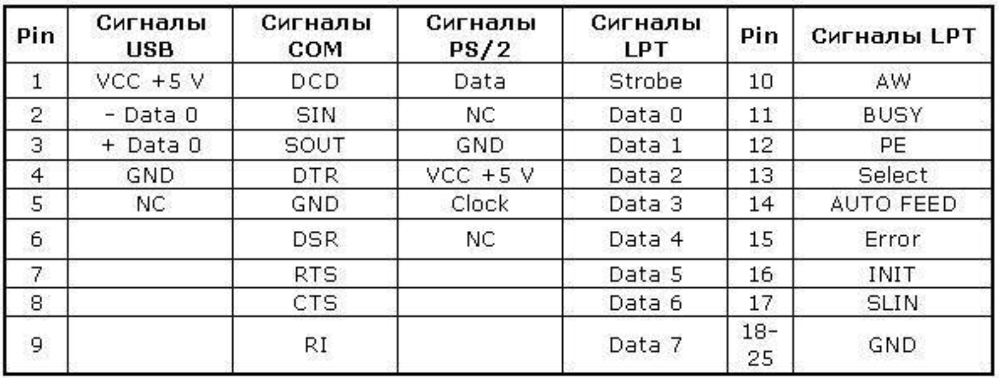 Pin Сигналы USB Сигналы COM Сигналы PS/2 Сигналы LPT Pin Сигналы LPT
1 VCC +5 V DCD Data Strobe 10 AW
2 - Data 0 SIN NC Data 0 11 BUSY
3 + Data 0 SOUT GND Data 1 12 PE
4 GND DTR VCC +5 V Data 2 13 Select
5 NC GND Clock Data 3 14 AUTO FEED
6 DSR NC Data 4 15 Error
7 RTS Data 5 16 INIT
8 CTS Data 6 17 SLIN
9 RI Data 7 18-25 GND